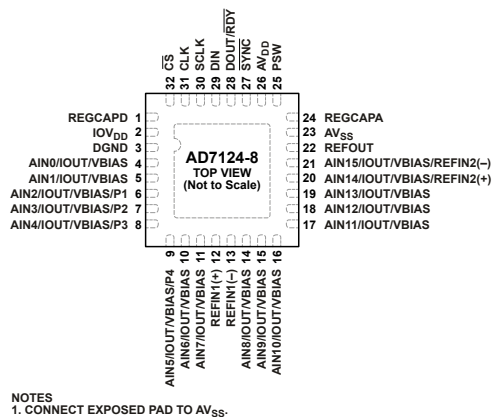 32 C̅S̅
31 CLK
30 SCLK
29 DIN
28 DOUT/R̅D̅Y̅
27 S̅Y̅N̅C̅
26 AVDD
25 PSW
REGCAPD 1
IOVDD 2
DGND 3
AIN0/IOUT/VBIAS 4
AIN1/IOUT/VBIAS 5
AIN2/IOUT/VBIAS/P1 6
AIN3/IOUT/VBIAS/P2 7
AIN4/IOUT/VBIAS/P3 8
AD7124-8
TOP VIEW
(Not to Scale)
24 REGCAPA
23 AVSS
22 REFOUT
21 AIN15/IOUT/VBIAS/REFIN2(–)
20 AIN14/IOUT/VBIAS/REFIN2(+)
19 AIN13/IOUT/VBIAS
18 AIN12/IOUT/VBIAS
17 AIN11/IOUT/VBIAS
AIN5/IOUT/VBIAS/P4 9
AIN6/IOUT/VBIAS 10
AIN7/IOUT/VBIAS 11
REFIN1(+) 12
REFIN1(–) 13
AIN8/IOUT/VBIAS 14
AIN9/IOUT/VBIAS 15
AIN10/IOUT/VBIAS 16
NOTES
1. CONNECT EXPOSED PAD TO AVSS.